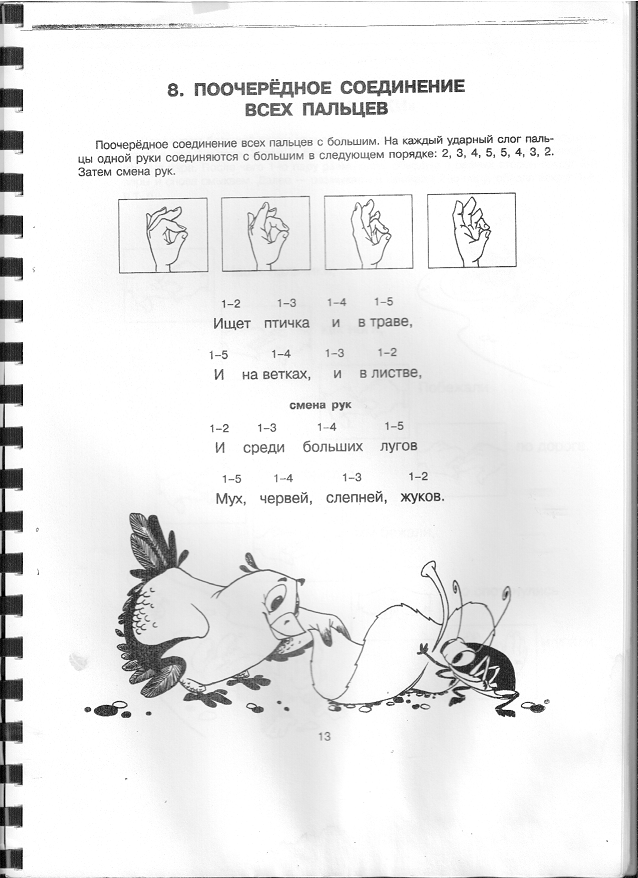 8. ПООЧЕРЁДНОЕ СОЕДИНЕНИЕ
ВСЕХ ПАЛЬЦЕВ
Поочерёдное соединение всех пальцев с большим. На каждый ударный слог паль-
цы одной руки соединяются с большим в следующем порядке: 2, 3, 4, 5, 5, 4, 3, 2.
Затем смена рук.
1–2 1–3 1–4 1–5
Ищет птичка и в траве,
1–5 1–4 1–3 1–2
И на ветках, и в листве,
смена рук
1–2 1–3 1–4 1–5
И среди больших лугов
1–5 1–4 1–3 1–2
Мух, червей, слепней, жуков.
13